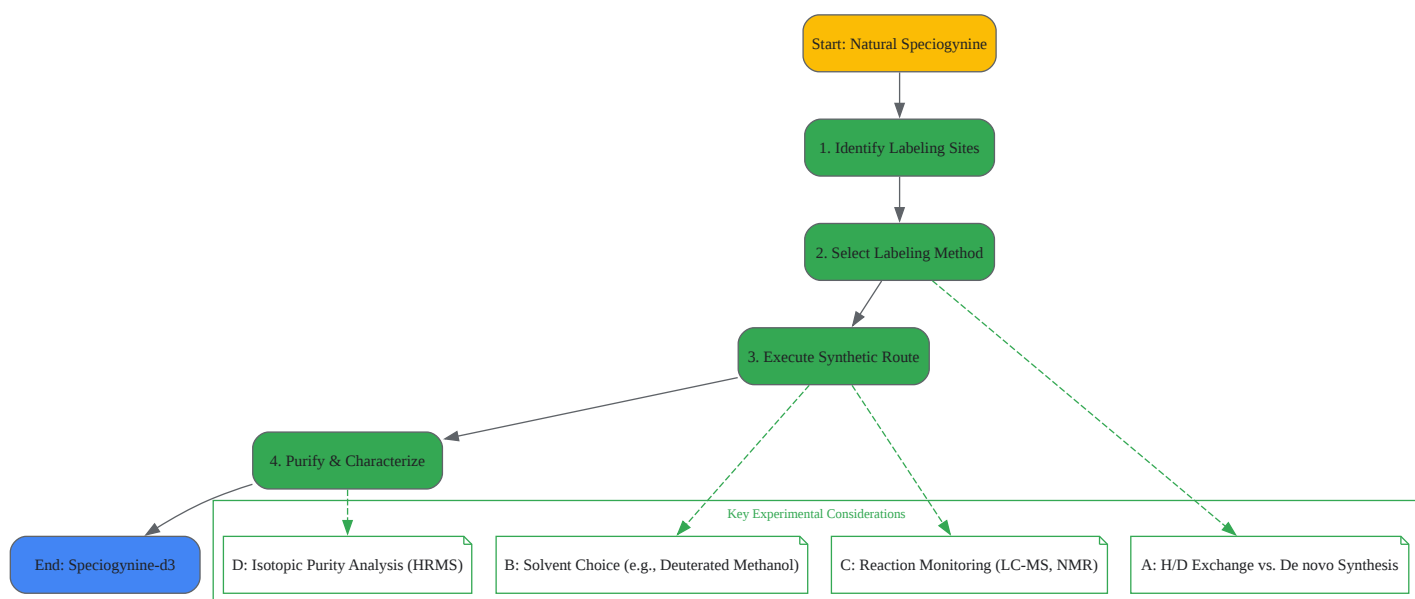 Start: Natural Speciogynine
1. Identify Labeling Sites
2. Select Labeling Method
3. Execute Synthetic Route
4. Purify & Characterize
Key Experimental Considerations
End: Speciogynine-d3
D: Isotopic Purity Analysis (HRMS)
B: Solvent Choice (e.g., Deuterated Methanol)
C: Reaction Monitoring (LC-MS, NMR)
A: H/D Exchange vs. De novo Synthesis